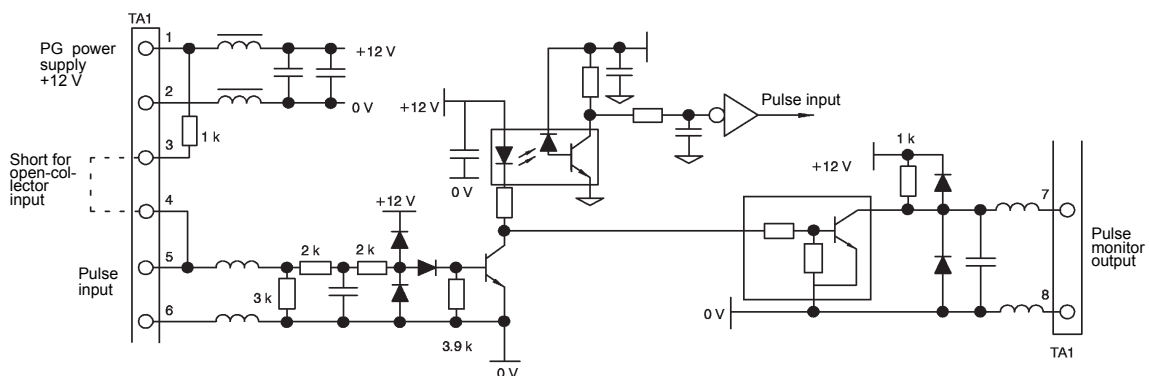 TA1
1
PG power
supply
+12 V
+12 V
2
0 V
1 k
3
Short for
open-col-
lector
input
4
+12 V
0 V
Pulse input
+12 V
5
2 k
2 k
Pulse
input
3 k
6
3.9 k
0 V
1 k
+12 V
7
Pulse
monitor
output
8
0 V
TA1